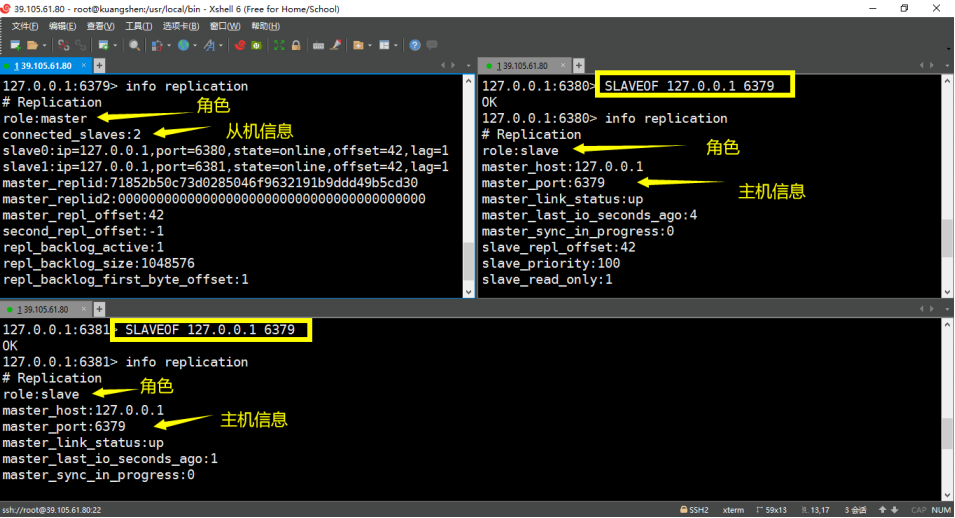 39.105.61.80 - root@kuangshen:/usr/local/bin - Xshell 6 (Free for Home/School)
文件(F) 编辑(E) 查看(V) 工具(T) 选项卡(B) 窗口(W) 帮助(H)
1 39.105.61.80
127.0.0.1:6379> info replication
# Replication
角色
role:master
connected_slaves:2
从机信息
slave0:ip=127.0.0.1,port=6380,state=online,offset=42,lag=1
slave1:ip=127.0.0.1,port=6381,state=online,offset=42,lag=1
master_replid:71852b50c73d0285046f9632191b9ddd49b5cd30
master_replid2:0000000000000000000000000000000000000000
master_repl_offset:42
second_repl_offset:-1
repl_backlog_active:1
repl_backlog_size:1048576
repl_backlog_first_byte_offset:1
1 39.105.61.80
127.0.0.1:6380> SLAVEOF 127.0.0.1 6379
OK
127.0.0.1:6380> info replication
# Replication
role:slave
角色
master_host:127.0.0.1
master_port:6379
主机信息
master_link_status:up
master_last_io_seconds_ago:4
master_sync_in_progress:0
slave_repl_offset:42
slave_priority:100
slave_read_only:1
1 39.105.61.80
127.0.0.1:6381> SLAVEOF 127.0.0.1 6379
OK
127.0.0.1:6381> info replication
# Replication
角色
role:slave
master_host:127.0.0.1
主机信息
master_port:6379
master_link_status:up
master_last_io_seconds_ago:1
master_sync_in_progress:0
ssh://root@39.105.61.80:22 SSH2 xterm 59x13 13,17 3 会话 CAP NUM